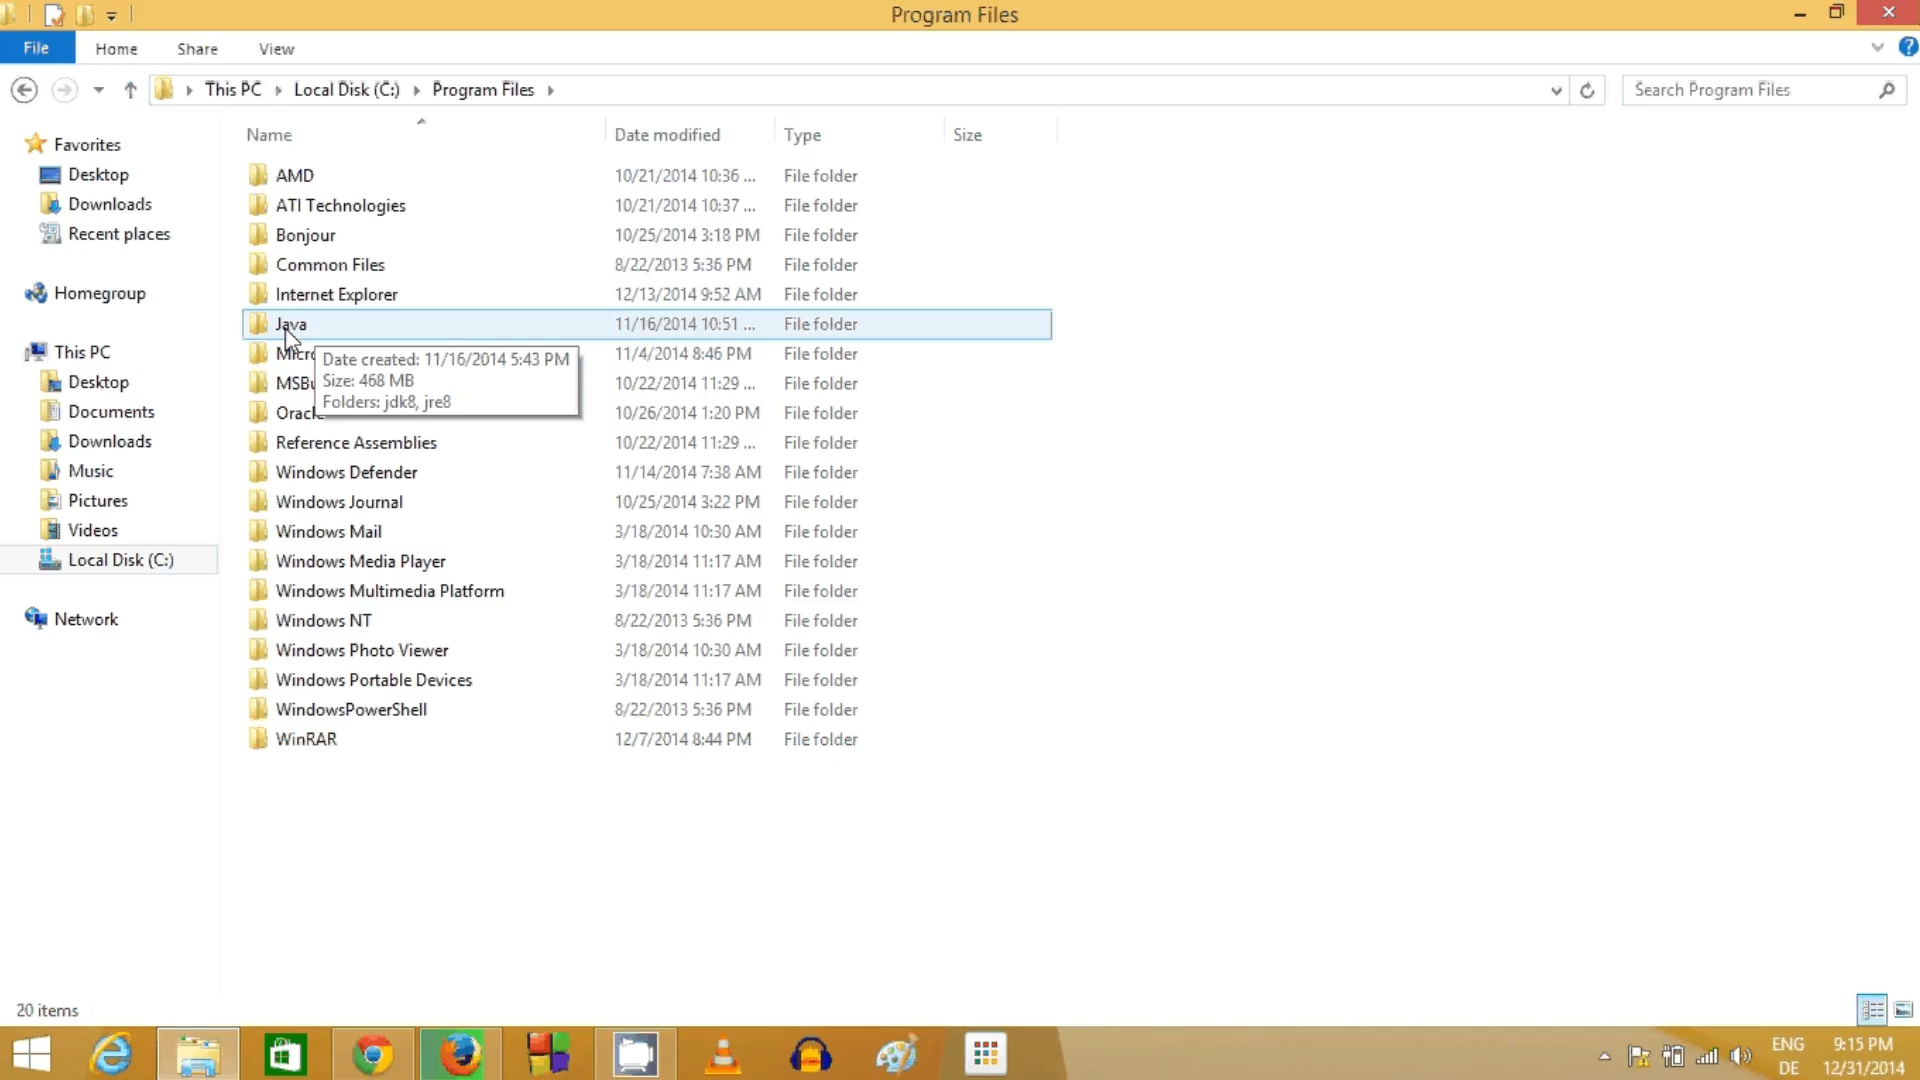 Program Files
File Home Share View
This PC Local Disk (C:) Program Files
Search Program Files
Name Date modified Type Size
Favorites
Desktop
Downloads
Recent places
Homegroup
This PC
Desktop
Documents
Downloads
Music
Pictures
Videos
Local Disk (C:)
Network
AMD 10/21/2014 10:36 ... File folder
ATI Technologies 10/21/2014 10:37 ... File folder
Bonjour 10/25/2014 3:18 PM File folder
Common Files 8/22/2013 5:36 PM File folder
Internet Explorer 12/13/2014 9:52 AM File folder
Java 11/16/2014 10:51 ... File folder
11/4/2014 8:46 PM File folder
10/22/2014 11:29 ... File folder
10/26/2014 1:20 PM File folder
Date created: 11/16/2014 5:43 PM
Size: 468 MB
Folders: jdk8, jre8
Reference Assemblies 10/22/2014 11:29 ... File folder
Windows Defender 11/14/2014 7:38 AM File folder
Windows Journal 10/25/2014 3:22 PM File folder
Windows Mail 3/18/2014 10:30 AM File folder
Windows Media Player 3/18/2014 11:17 AM File folder
Windows Multimedia Platform 3/18/2014 11:17 AM File folder
Windows NT 8/22/2013 5:36 PM File folder
Windows Photo Viewer 3/18/2014 10:30 AM File folder
Windows Portable Devices 3/18/2014 11:17 AM File folder
WindowsPowerShell 8/22/2013 5:36 PM File folder
WinRAR 12/7/2014 8:44 PM File folder
20 items
ENG 9:15 PM
DE 12/31/2014